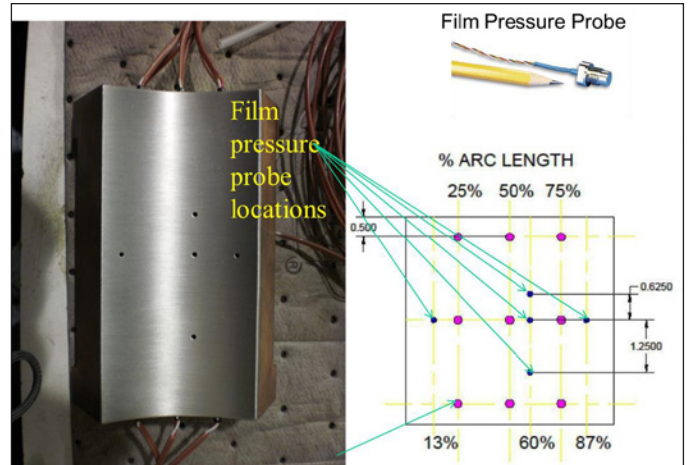 Film Pressure Probe
Film
pressure
probe
locations
% ARC LENGTH
25% 50% 75%
0.500
0.6250
1.2500
13% 60% 87%